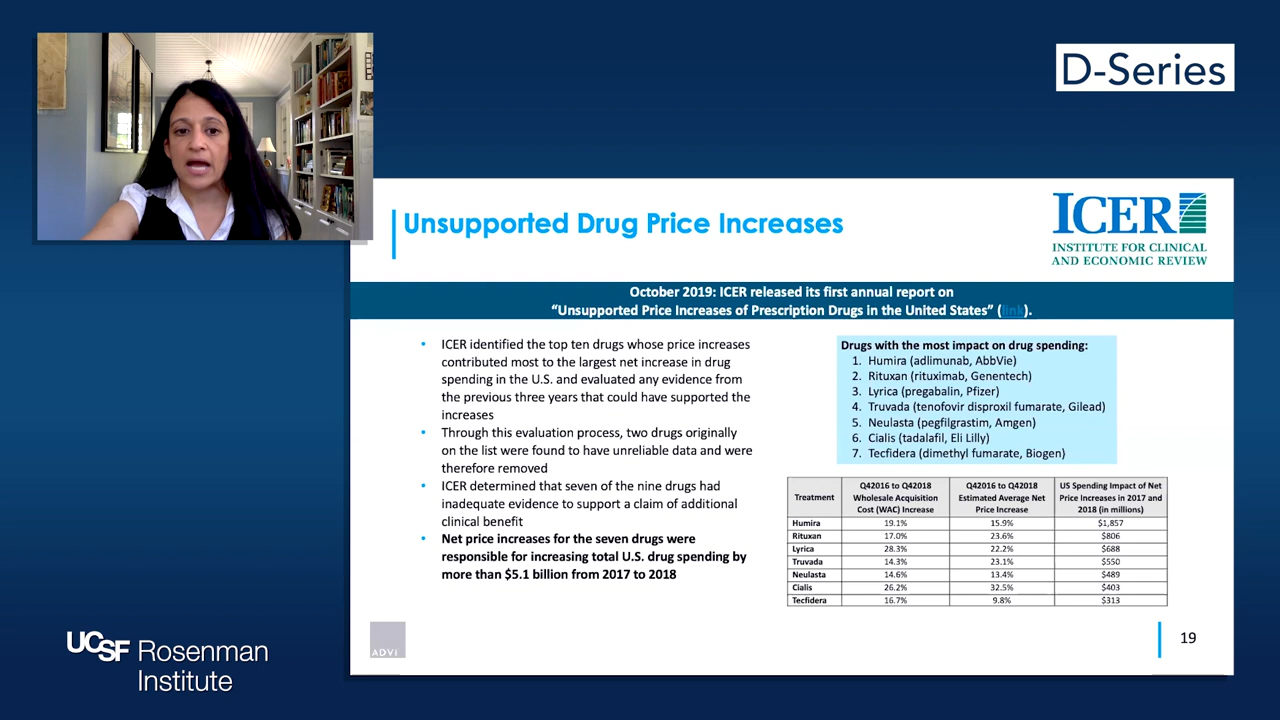 D-Series
Unsupported Drug Price Increases
ICER
INSTITUTE FOR CLINICAL
AND ECONOMIC REVIEW
October 2019: ICER released its first annual report on
“Unsupported Price Increases of Prescription Drugs in the United States” (link).
• ICER identified the top ten drugs whose price increases
contributed most to the largest net increase in drug
spending in the U.S. and evaluated any evidence from
the previous three years that could have supported the
increases
• Through this evaluation process, two drugs originally
on the list were found to have unreliable data and were
therefore removed
• ICER determined that seven of the nine drugs had
inadequate evidence to support a claim of additional
clinical benefit
• Net price increases for the seven drugs were
responsible for increasing total U.S. drug spending by
more than $5.1 billion from 2017 to 2018
Drugs with the most impact on drug spending:
1. Humira (adlimunab, AbbVie)
2. Rituxan (rituximab, Genentech)
3. Lyrica (pregabalin, Pfizer)
4. Truvada (tenofovir disproxil fumarate, Gilead)
5. Neulasta (pegfilgrastim, Amgen)
6. Cialis (tadalafil, Eli Lilly)
7. Tecfidera (dimethyl fumarate, Biogen)
Treatment
Q42016 to Q42018
Wholesale Acquisition
Cost (WAC) Increase
Q42016 to Q42018
Estimated Average Net
Price Increase
US Spending Impact of Net
Price Increases in 2017 and
2018 (in millions)
Humira 19.1% 15.9% $1,857
Rituxan 17.0% 23.6% $806
Lyrica 28.3% 22.2% $688
Truvada 14.3% 23.1% $550
Neulasta 14.6% 13.4% $489
Cialis 26.2% 32.5% $403
Tecfidera 16.7% 9.8% $313
ADVI
19
UCSF Rosenman
Institute